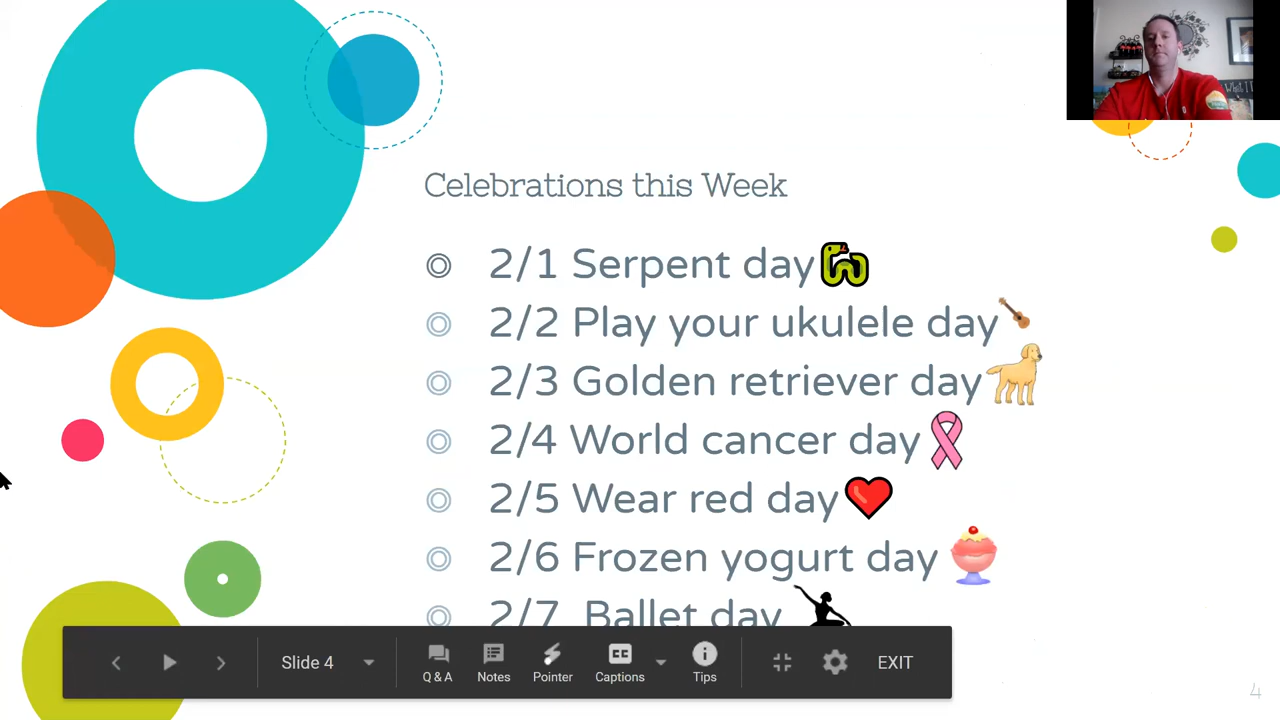 Celebrations this Week
2/1 Serpent day
2/2 Play your ukulele day
2/3 Golden retriever day
2/4 World cancer day
2/5 Wear red day
2/6 Frozen yogurt day
2/7 Ballet day
Slide 4
Q & A
Notes
Pointer
CC
Captions
Tips
EXIT
4